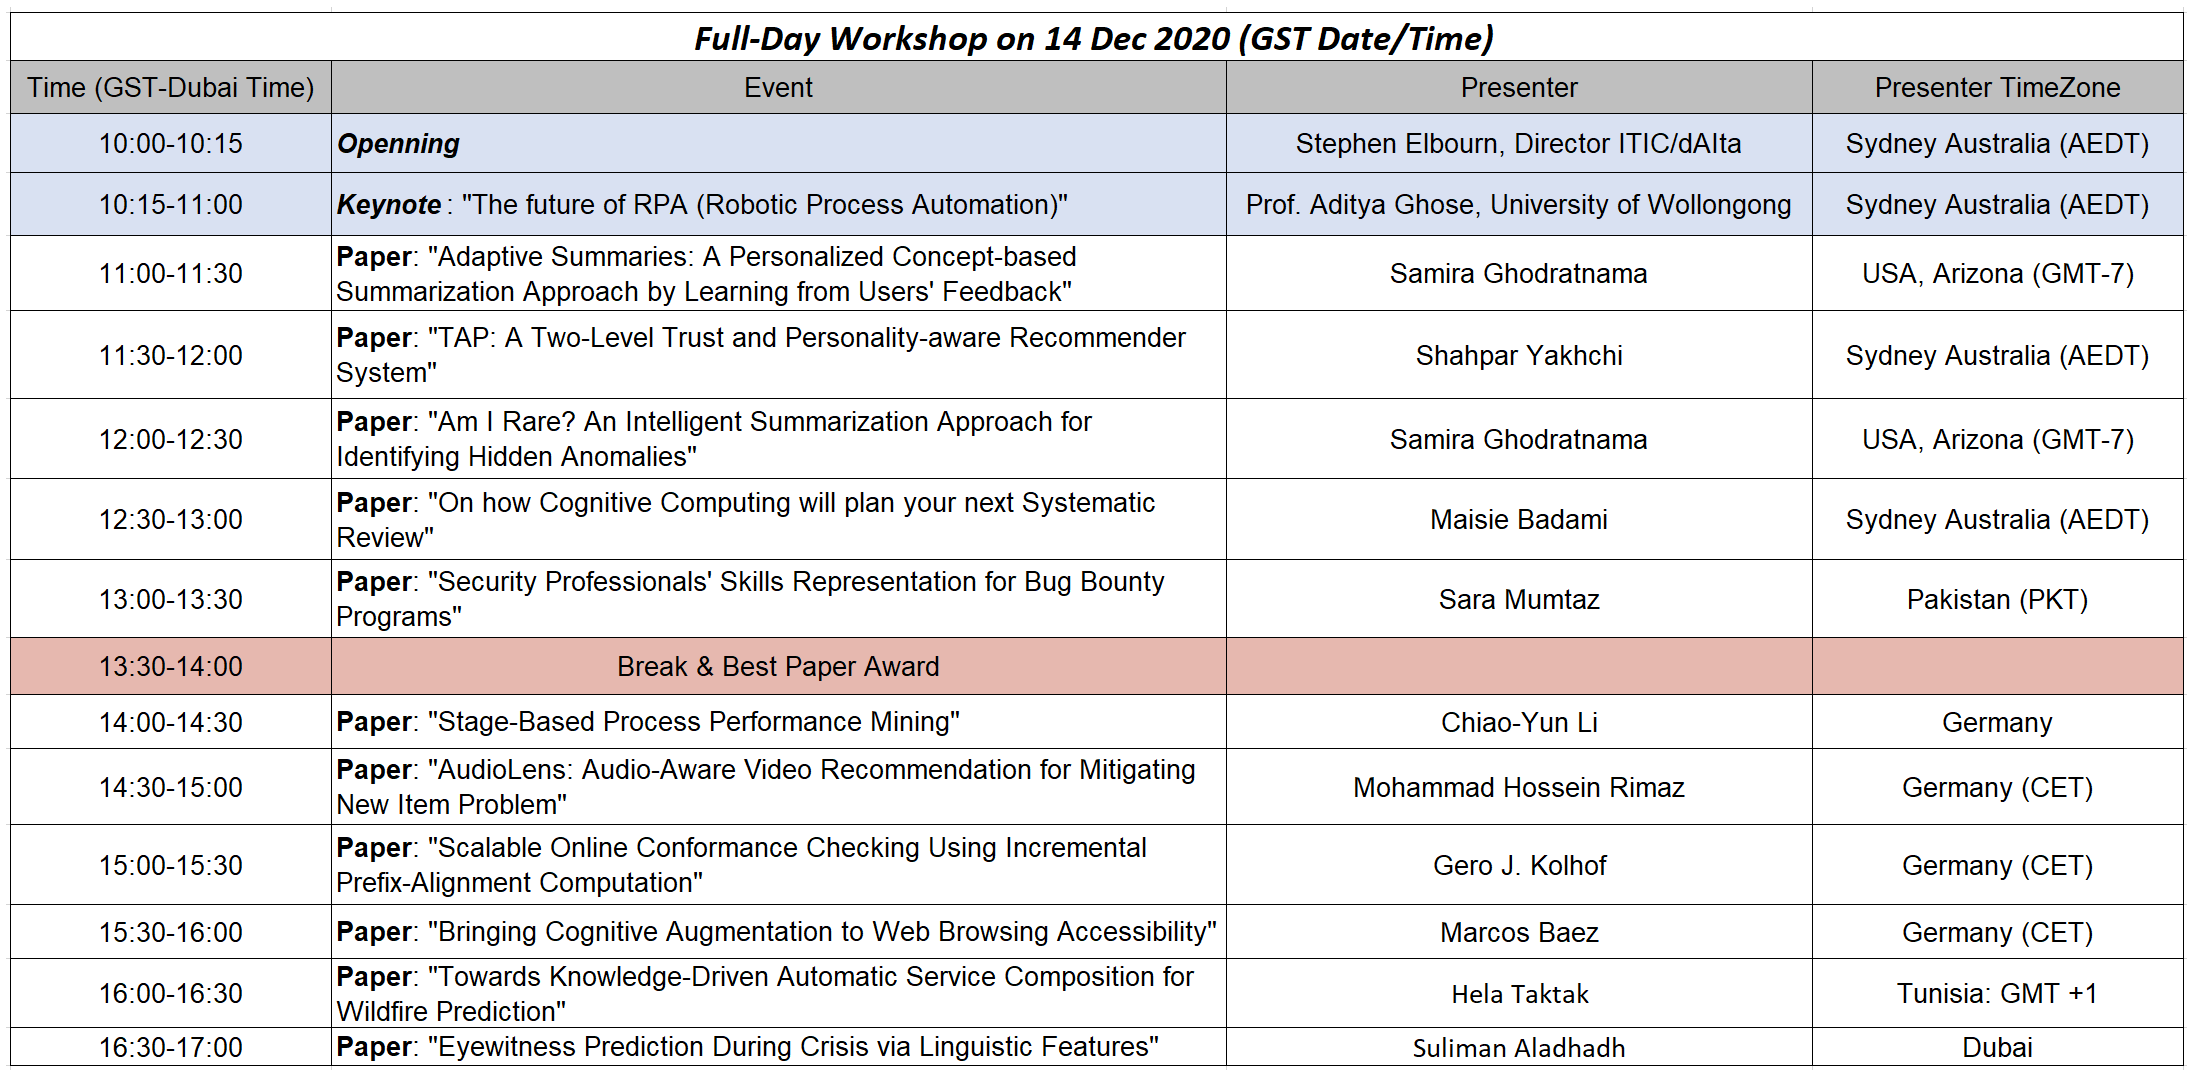 Full-Day Workshop on 14 Dec 2020 (GST Date/Time)
Time (GST-Dubai Time) Event Presenter Presenter TimeZone
10:00-10:15 Openning Stephen Elbourn, Director ITIC/dAIta Sydney Australia (AEDT)
10:15-11:00 Keynote : "The future of RPA (Robotic Process Automation)" Prof. Aditya Ghose, University of Wollongong Sydney Australia (AEDT)
11:00-11:30 Paper: "Adaptive Summaries: A Personalized Concept-based
Summarization Approach by Learning from Users' Feedback" Samira Ghodratnama USA, Arizona (GMT-7)
11:30-12:00 Paper: "TAP: A Two-Level Trust and Personality-aware Recommender
System" Shahpar Yakhchi Sydney Australia (AEDT)
12:00-12:30 Paper: "Am I Rare? An Intelligent Summarization Approach for
Identifying Hidden Anomalies" Samira Ghodratnama USA, Arizona (GMT-7)
12:30-13:00 Paper: "On how Cognitive Computing will plan your next Systematic
Review" Maisie Badami Sydney Australia (AEDT)
13:00-13:30 Paper: "Security Professionals' Skills Representation for Bug Bounty
Programs" Sara Mumtaz Pakistan (PKT)
13:30-14:00 Break & Best Paper Award
14:00-14:30 Paper: "Stage-Based Process Performance Mining" Chiao-Yun Li Germany
14:30-15:00 Paper: "AudioLens: Audio-Aware Video Recommendation for Mitigating
New Item Problem" Mohammad Hossein Rimaz Germany (CET)
15:00-15:30 Paper: "Scalable Online Conformance Checking Using Incremental
Prefix-Alignment Computation" Gero J. Kolhof Germany (CET)
15:30-16:00 Paper: "Bringing Cognitive Augmentation to Web Browsing Accessibility" Marcos Baez Germany (CET)
16:00-16:30 Paper: "Towards Knowledge-Driven Automatic Service Composition for
Wildfire Prediction" Hela Taktak Tunisia: GMT +1
16:30-17:00 Paper: "Eyewitness Prediction During Crisis via Linguistic Features" Suliman Aladhadh Dubai